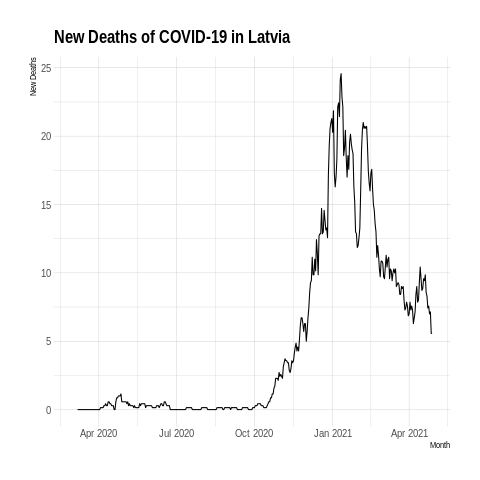 New Deaths of COVID-19 in Latvia
New Deaths
25
20
15
10
5
0
Apr 2020
Jul 2020
Oct 2020
Jan 2021
Apr 2021
Month